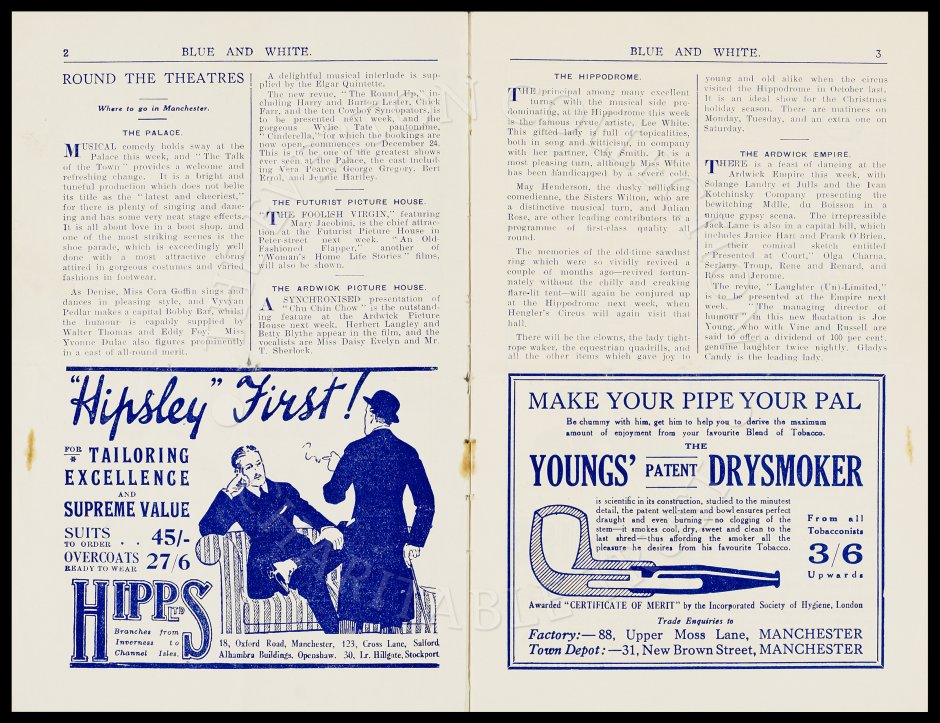 2
BLUE AND WHITE.
ROUND THE THEATRES
Where to go in Manchester.
THE PALACE.
MUSICAL comedy holds sway at the
Palace this week, and "The Talk
of the Town" provides a welcome and
refreshing change. It is a bright and
tuneful production which does not belie
its title as the "latest and cheeriest,"
for there is plenty of singing and danc-
ing and has some very neat stage effects.
It is all about love in a boot shop, and
one of the most striking scenes is the
shoe parade, which is exceedingly well
done with a most attractive chorus
attired in gorgeous costumes and varied
fashions in footwear.
As Denise, Miss Cora Goffin sings and
dances in pleasing style, and Vyvyan
Pedlar makes a capital Bobby Bar, whilst
the humour is capably supplied by
Walter Thomas and Eddy Foy. Miss
Yvonne Dulac also figures prominently
in a cast of all-round merit.
A delightful musical interlude is sup-
plied by the Elgar Quintette.
The new revue, "The Round Up," in-
cluding Harry and Burton Lester, Chick
Farr, and the ten Cowboy Syncopators, is
to be presented next week, and the
gorgeous Wylie Tate pantomime,
"Cinderella," for which the bookings are
now open, commences on December 24.
This is to be one of the greatest shows
ever seen at the Palace, the cast includ-
ing Vera Pearce, George Gregory, Bert
Errol and Jennie Hartley.
THE FUTURIST PICTURE HOUSE.
"THE FOOLISH VIRGIN," featuring
Mary Jacobini, is the chief attrac-
tion at the Futurist Picture House in
Peter-street next week. "An Old-
Fashioned Flapper," another of
"Woman's Home Life Stories" films,
will also be shown.
THE ARDWICK PICTURE HOUSE.
A SYNCHRONISED presentation of
"Chu Chin Chow" is the outstand-
ing feature at the Ardwick Picture
House next week. Herbert Langley and
Betty Blythe appear in the film, and the
vocalists are Miss Daisy Evelyn and Mr.
T. Sherlock.
"Hipsley" First!
FOR TAILORING
* EXCELLENCE
AND
SUPREME VALUE
SUITS
TO ORDER . . 45/-
OVERCOATS
READY TO WEAR 27/6
HIPPS LTD
Branches from
Inverness to
Channel Isles.
18, Oxford Road, Manchester, 123, Cross Lane, Salford,
Alhambra Buildings, Openshaw. 30, Lr. Hillgate, Stockport
BLUE AND WHITE.
3
THE HIPPODROME.
THE principal among many excellent
turns with the musical side pre-
dominating, at the Hippodrome this week
is the famous revue artiste, Lee White.
This gifted lady is full of topicalities,
both in song and witticism, in company
with her partner, Clay Smith. It is a
most pleasing turn, although Miss White
has been handicapped by a severe cold.
May Henderson, the dusky rollicking
comedienne, the Sisters Wilton, who are
a distinctive musical turn, and Julian
Rose, are other leading contributors to a
programme of first-class quality all
round.
The memories of the old-time sawdust
ring which were so vividly revived a
couple of months ago—revived fortun-
ately without the chilly and creaking
flare-lit tent—will again be conjured up
at the Hippodrome next week, when
Hengler's Circus will again visit that
hall.
There will be the clowns, the lady tight-
rope waker, the equestrian quadrills, and
all the other items which gave joy to
young and old alike when the circus
visited the Hippodrome in October last.
It is an ideal show for the Christmas
holiday season. There are matinees on
Monday, Tuesday, and an extra one on
Saturday.
THE ARDWICK EMPIRE.
THERE is a feast of dancing at the
Ardwick Empire this week, with
Solange Landry et Julls and the Ivan
Kotchinsky Company presenting the
bewitching Mdlle. du Boisson in a
unique gypsy scena. The irrepressible
Jack Lane is also in a capital bill, which
includes Janice Hart and Frank O'Brien,
in their comical sketch entitled
"Presented at Court," Olga Charna,
Seriany Troup, Rene and Renard, and
Ross and Jerome.
The revue, "Laughter (Un)-Limited,"
is to be presented at the Empire next
week. "The managing director of
humour" in this new floatation is Joe
Young, who with Vine and Russell are
said to offer a dividend of 100 per cent.
genuine laughter twice nightly. Gladys
Candy is the leading lady.
MAKE YOUR PIPE YOUR PAL
Be chummy with him, get him to help you to derive the maximum
amount of enjoyment from your favourite Blend of Tobacco.
THE
YOUNGS' PATENT DRYSMOKER
is scientific in its construction, studied to the minutest
detail, the patent well-stem and bowl ensures perfect
draught and even burning—no clogging of the
stem—it smokes cool, dry, sweet and clean to the
last shred—thus affording the smoker all the
pleasure he desires from his favourite Tobacco.
From all
Tobacconists
3/6
Upwards
Awarded "CERTIFICATE OF MERIT" by the Incorporated Society of Hygiene, London
Trade Enquiries to
Factory:—88, Upper Moss Lane, MANCHESTER
Town Depot:—31, New Brown Street, MANCHESTER